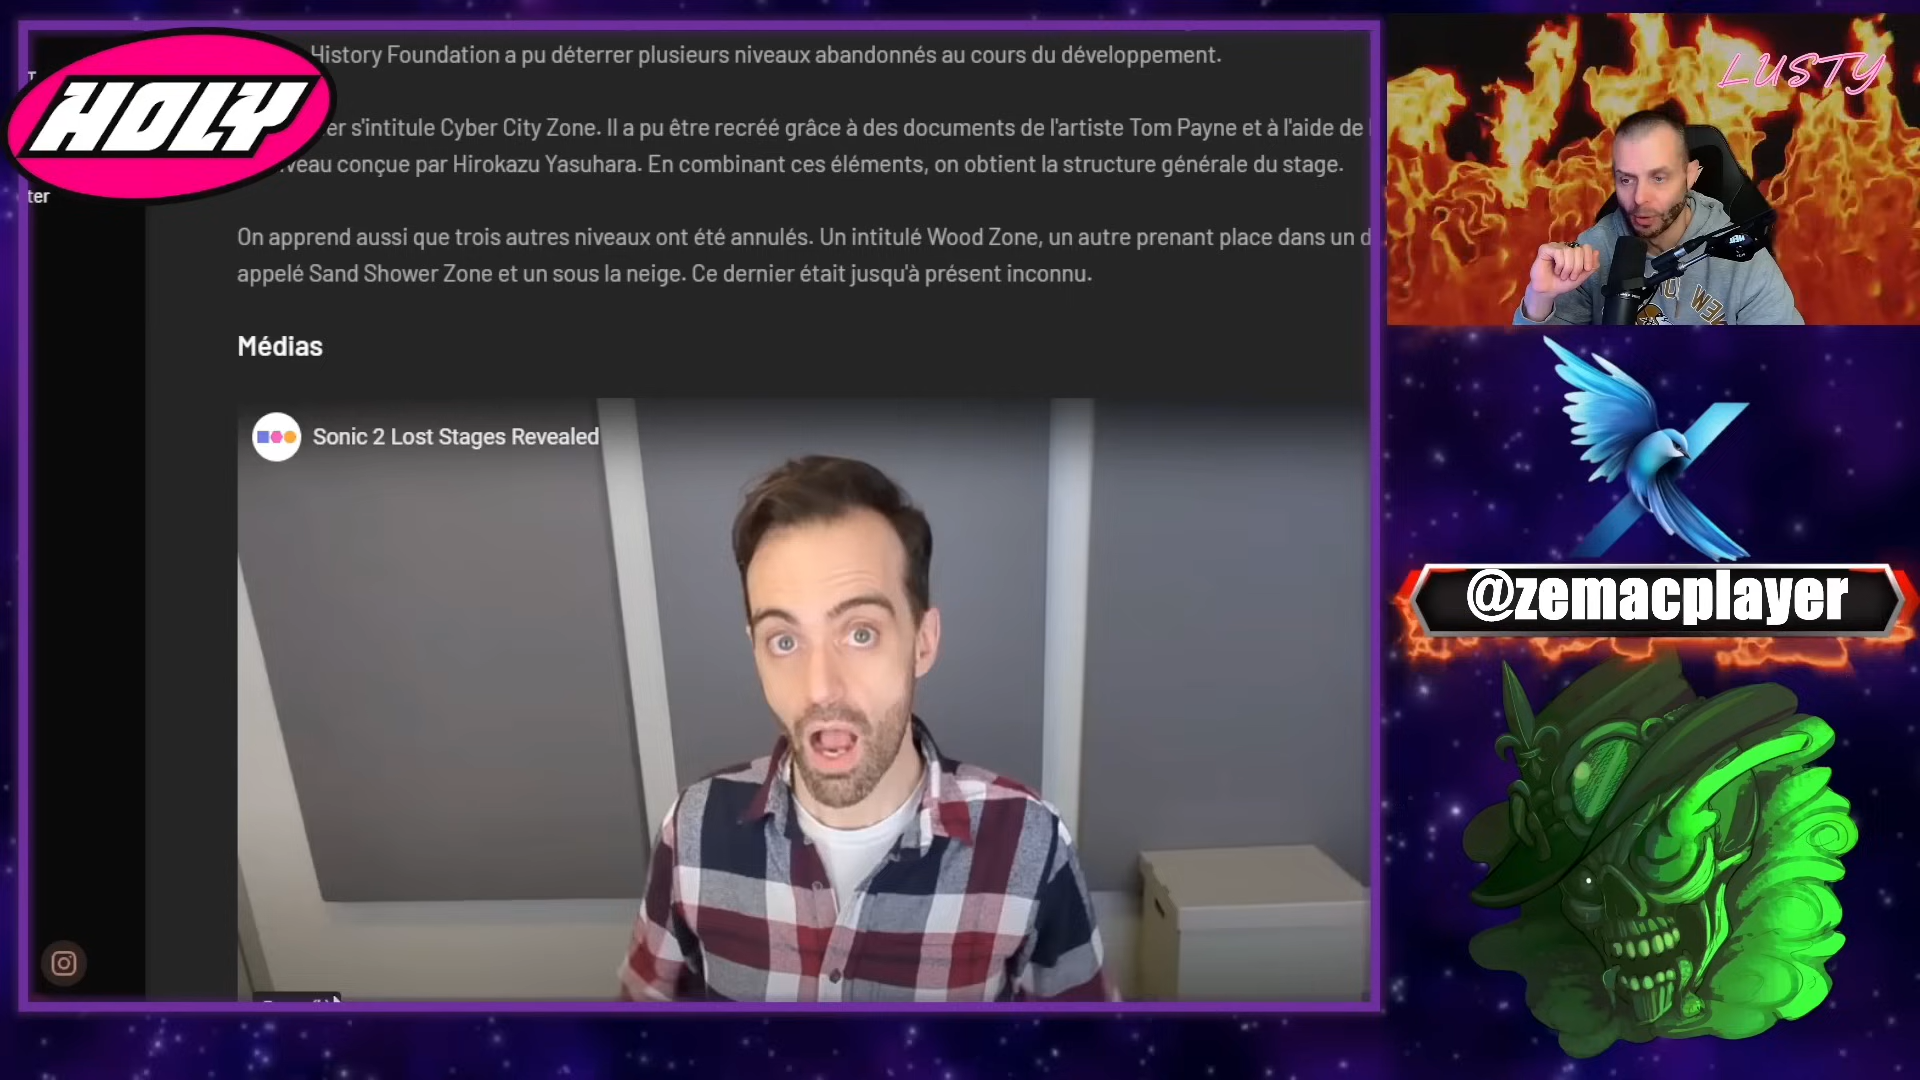 History Foundation a pu déterrer plusieurs niveaux abandonnés au cours du développement.
HOLY
er s'intitule Cyber City Zone. Il a pu être recréé grâce à des documents de l'artiste Tom Payne et à l'aide de
veau conçue par Hirokazu Yasuhara. En combinant ces éléments, on obtient la structure générale du stage.
ter
On apprend aussi que trois autres niveaux ont été annulés. Un intitulé Wood Zone, un autre prenant place dans un d
appelé Sand Shower Zone et un sous la neige. Ce dernier était jusqu'à présent inconnu.
Médias
Sonic 2 Lost Stages Revealed
LUSTY
NEW
@zemacplayer